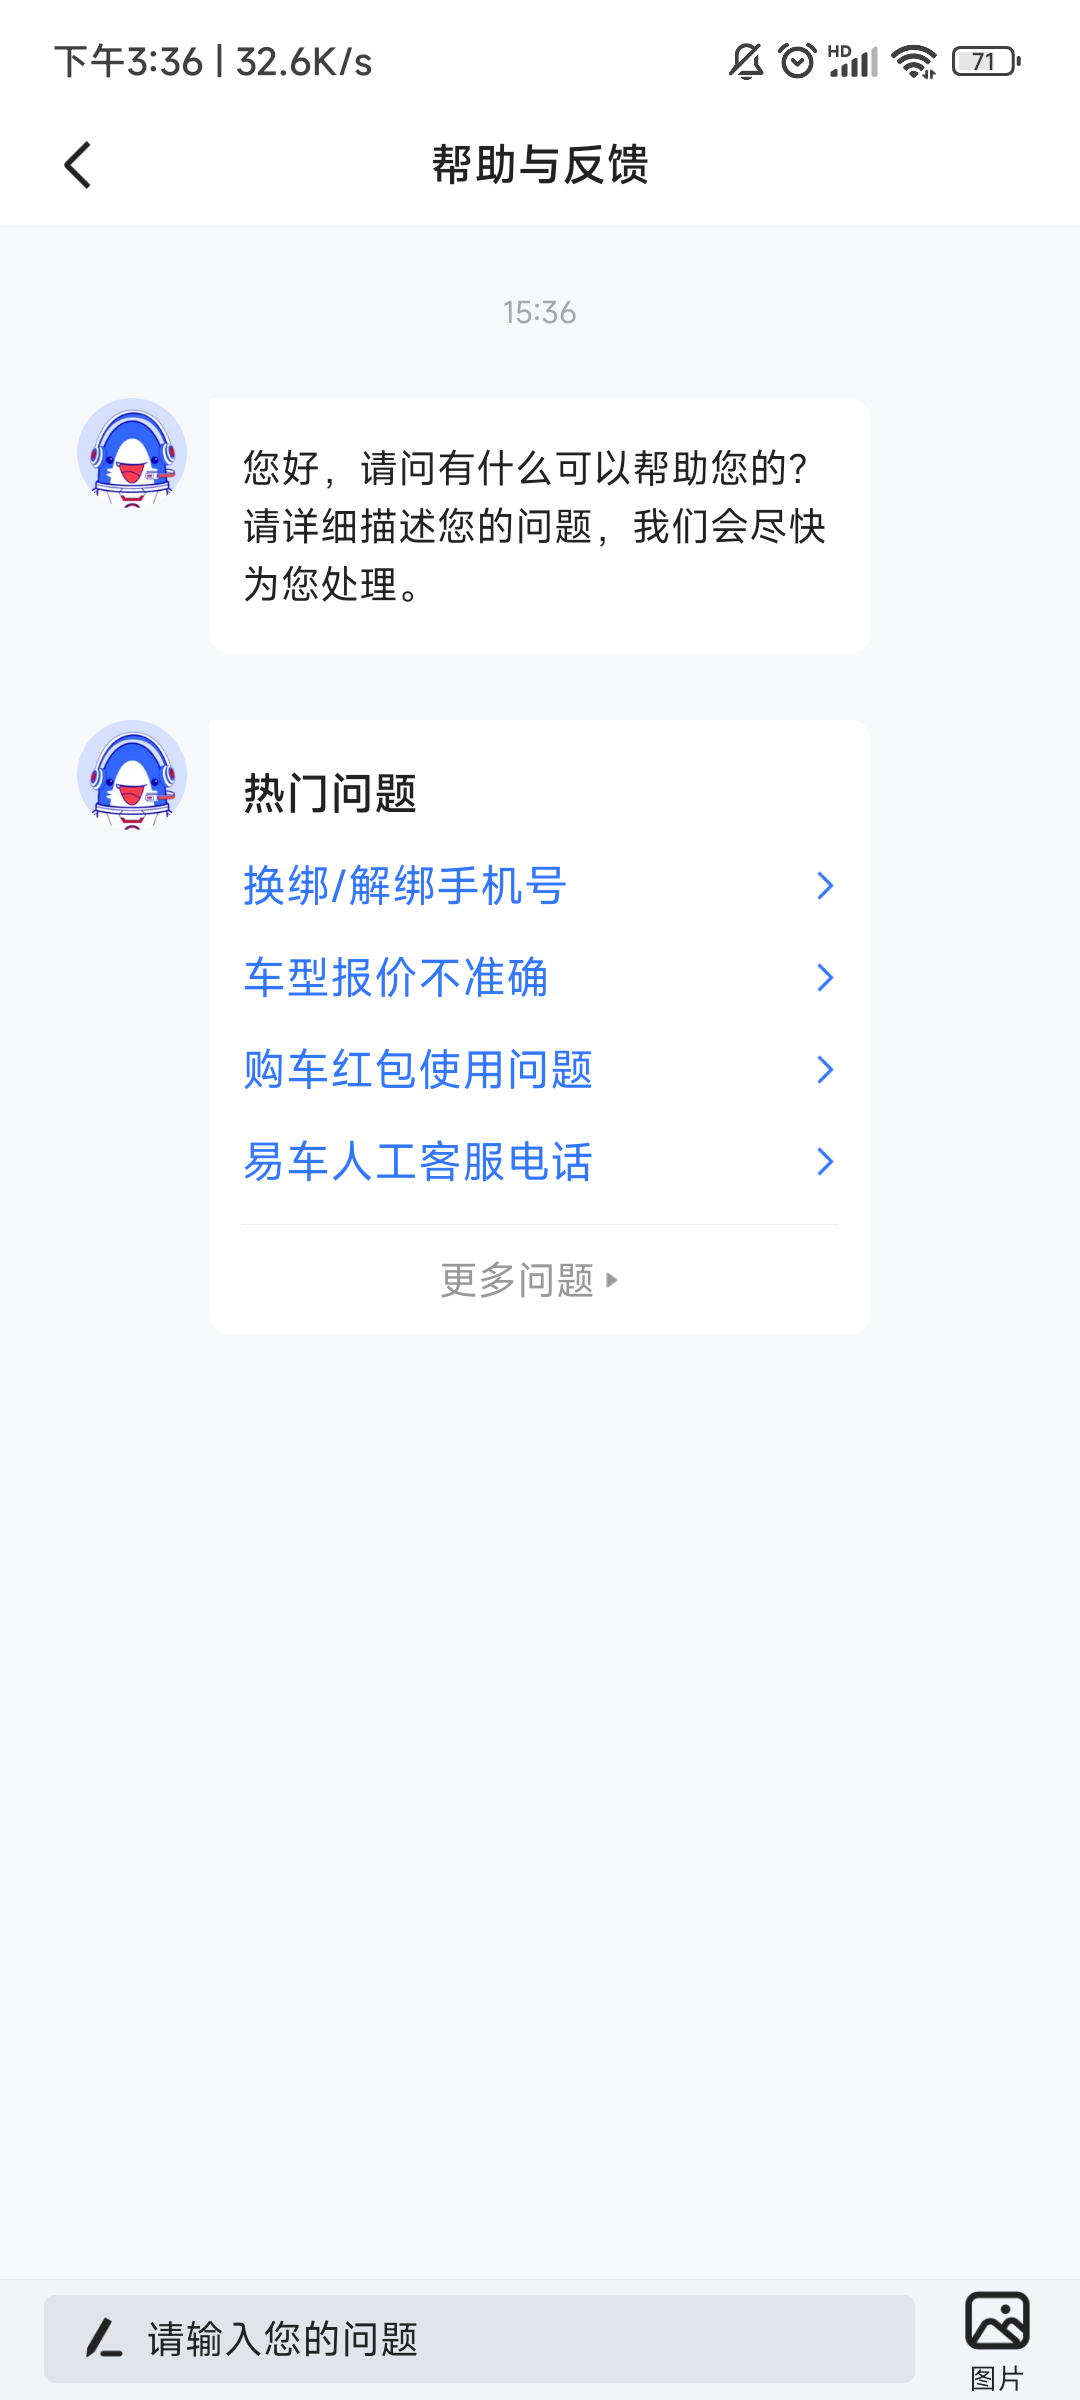 下午3:36 | 32.6K/s
HD
71
帮助与反馈
15:36
您好，请问有什么可以帮助您的?
请详细描述您的问题，我们会尽快
为您处理。
热门问题
换绑/解绑手机号
车型报价不准确
购车红包使用问题
易车人工客服电话
更多问题
请输入您的问题
图片